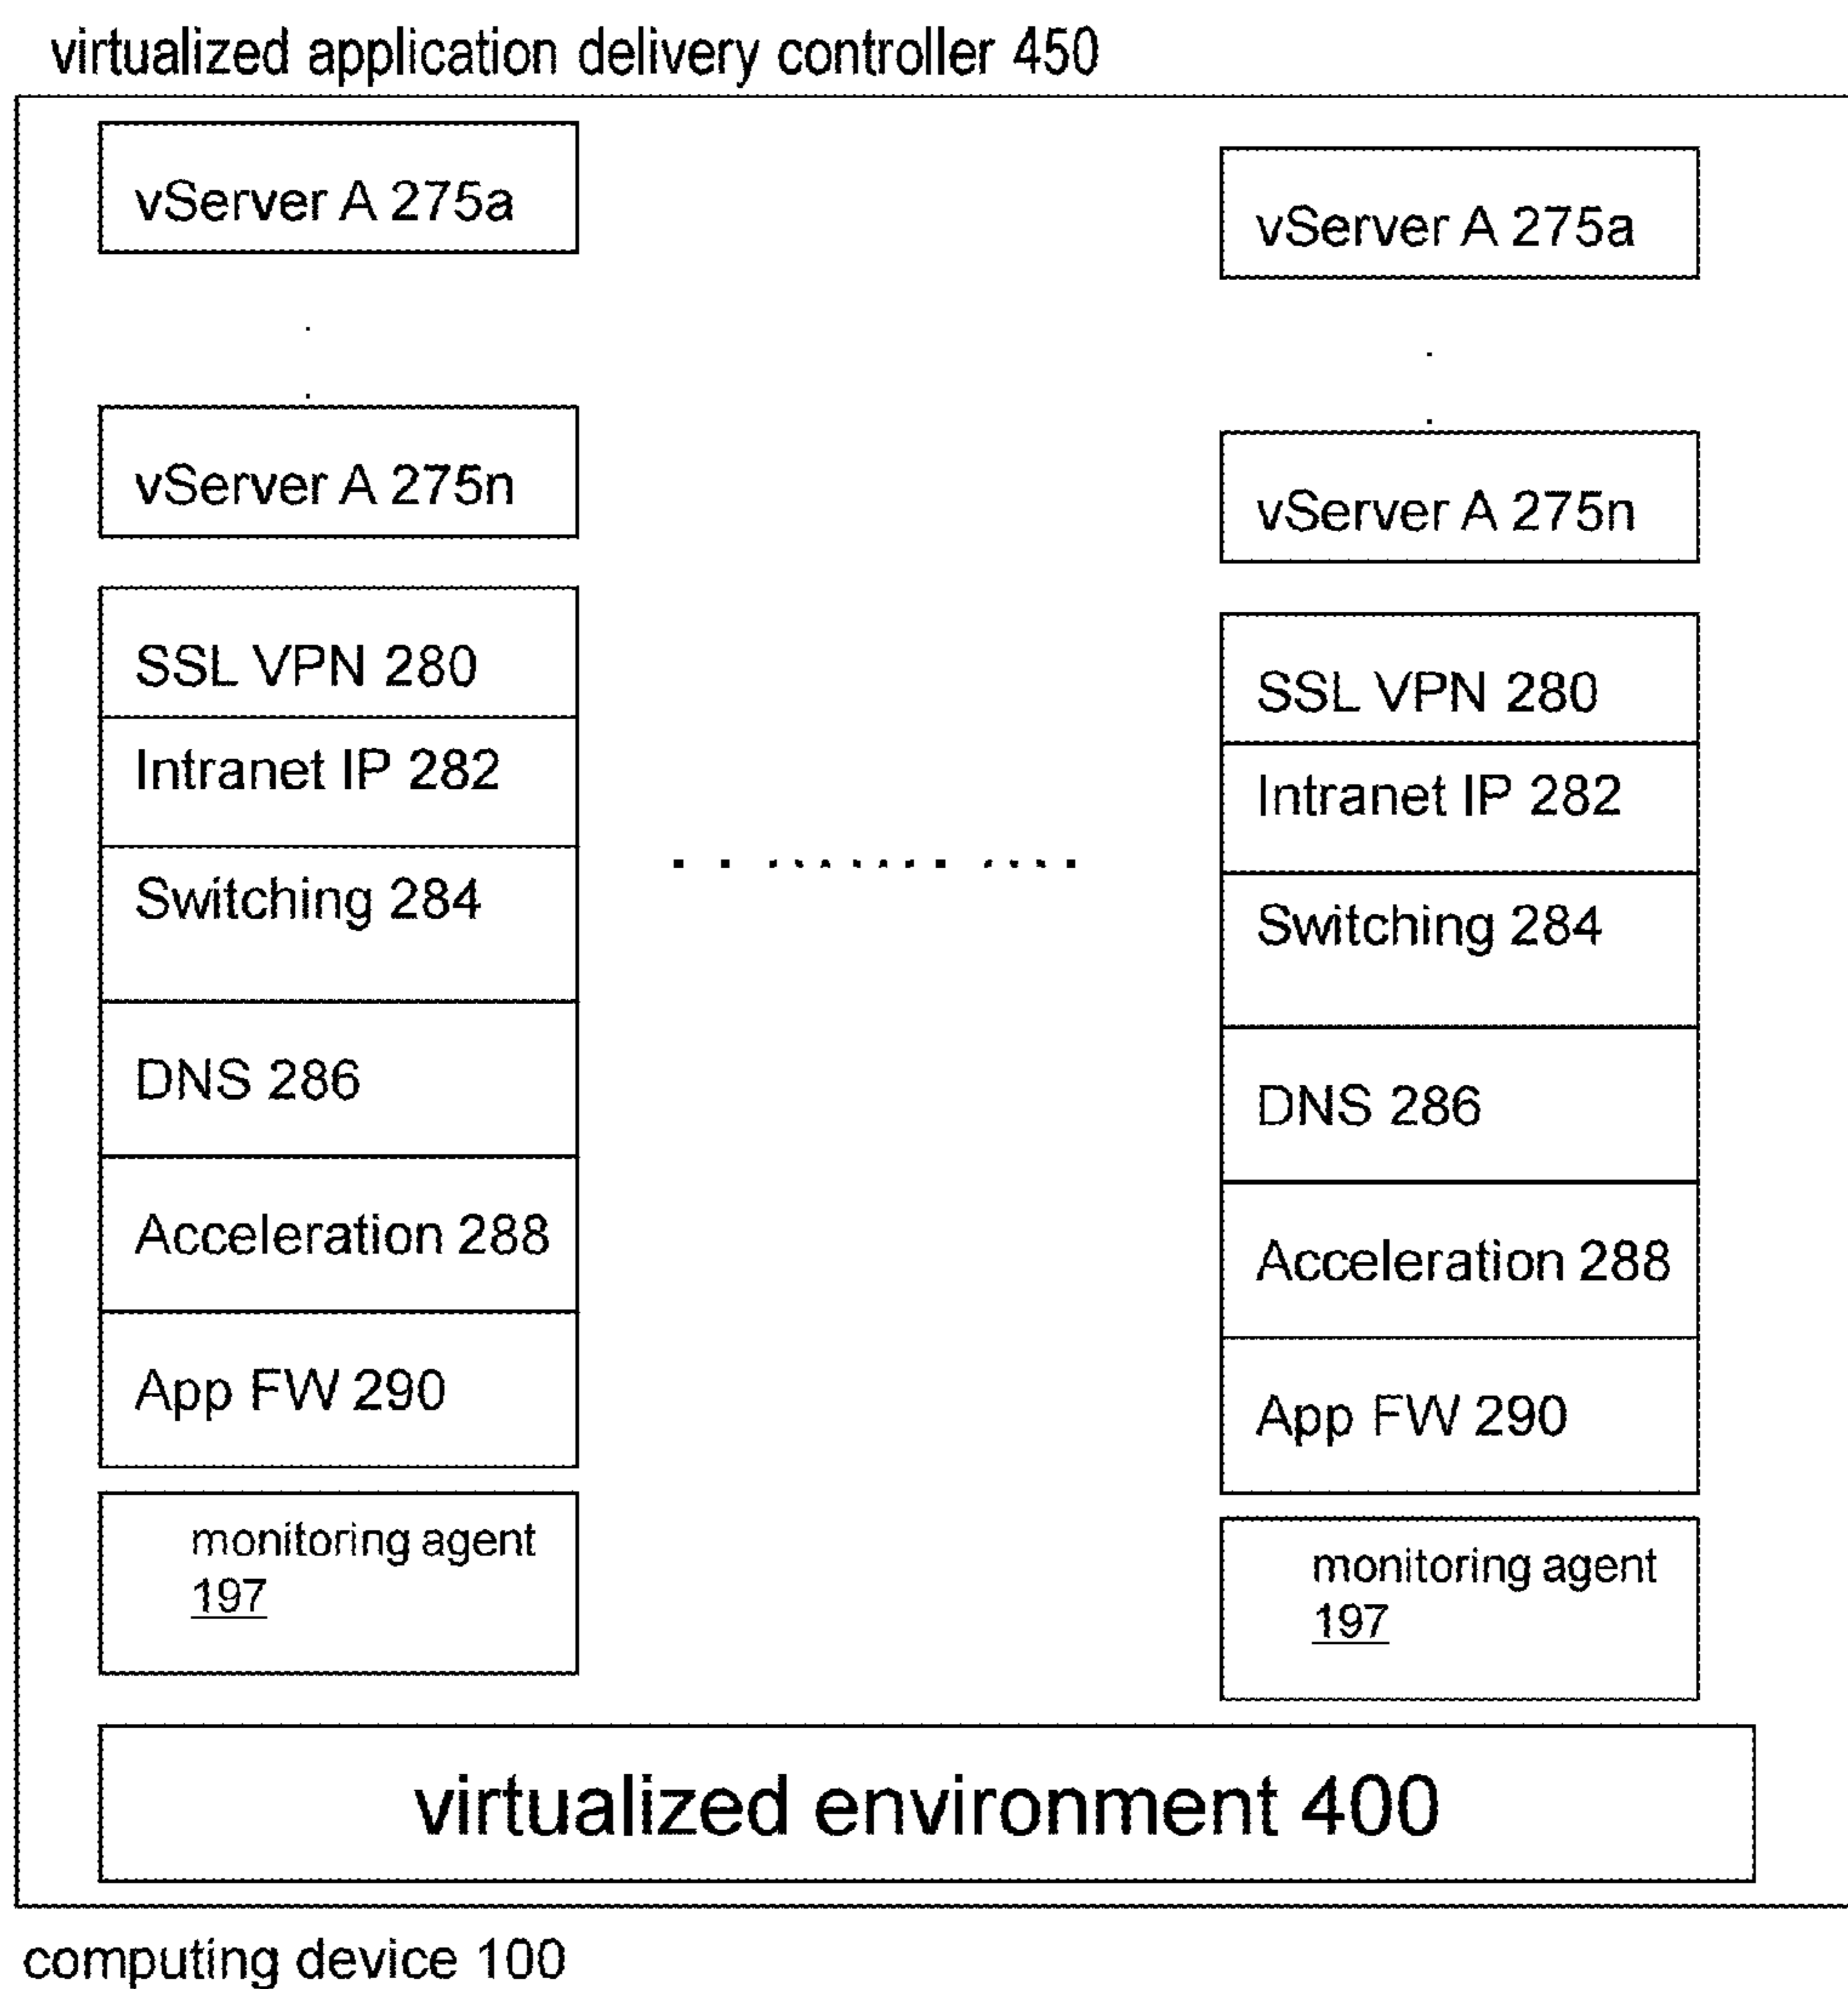 virtualized application delivery controller 450
vServer A 275a
vServer A 275n
SSL VPN 280
Intranet IP 282
Switching 284
DNS 286
Acceleration 288
App FW 290
monitoring agent
197
vServer A 275a
vServer A 275n
SSL VPN 280
Intranet IP 282
Switching 284
DNS 286
Acceleration 288
App FW 290
monitoring agent
197
virtualized environment 400
computing device 100